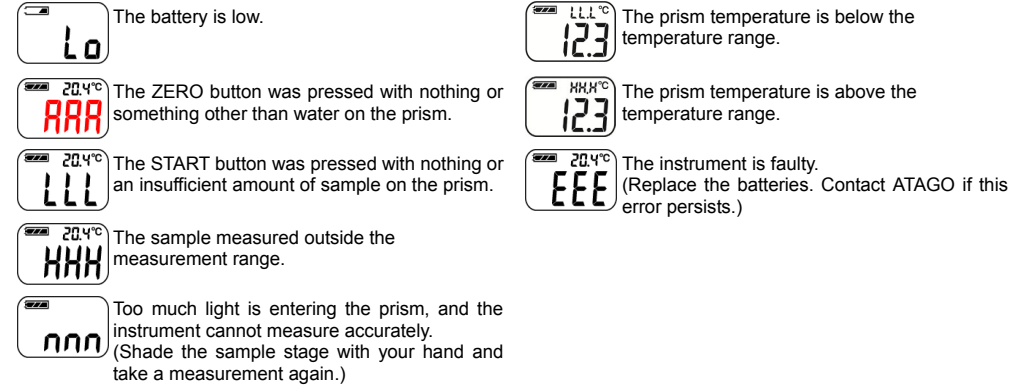 The battery is low.
Lo
20.4°C
AAA
The ZERO button was pressed with nothing or
something other than water on the prism.
20.4°C
LLL
The START button was pressed with nothing or
an insufficient amount of sample on the prism.
20.4°C
HHH
The sample measured outside the
measurement range.
nnn
Too much light is entering the prism, and the
instrument cannot measure accurately.
(Shade the sample stage with your hand and
take a measurement again.)
LL.L°C
12.3
The prism temperature is below the
temperature range.
HH.H°C
12.3
The prism temperature is above the
temperature range.
20.4°C
EEE
The instrument is faulty.
(Replace the batteries. Contact ATAGO if this
error persists.)